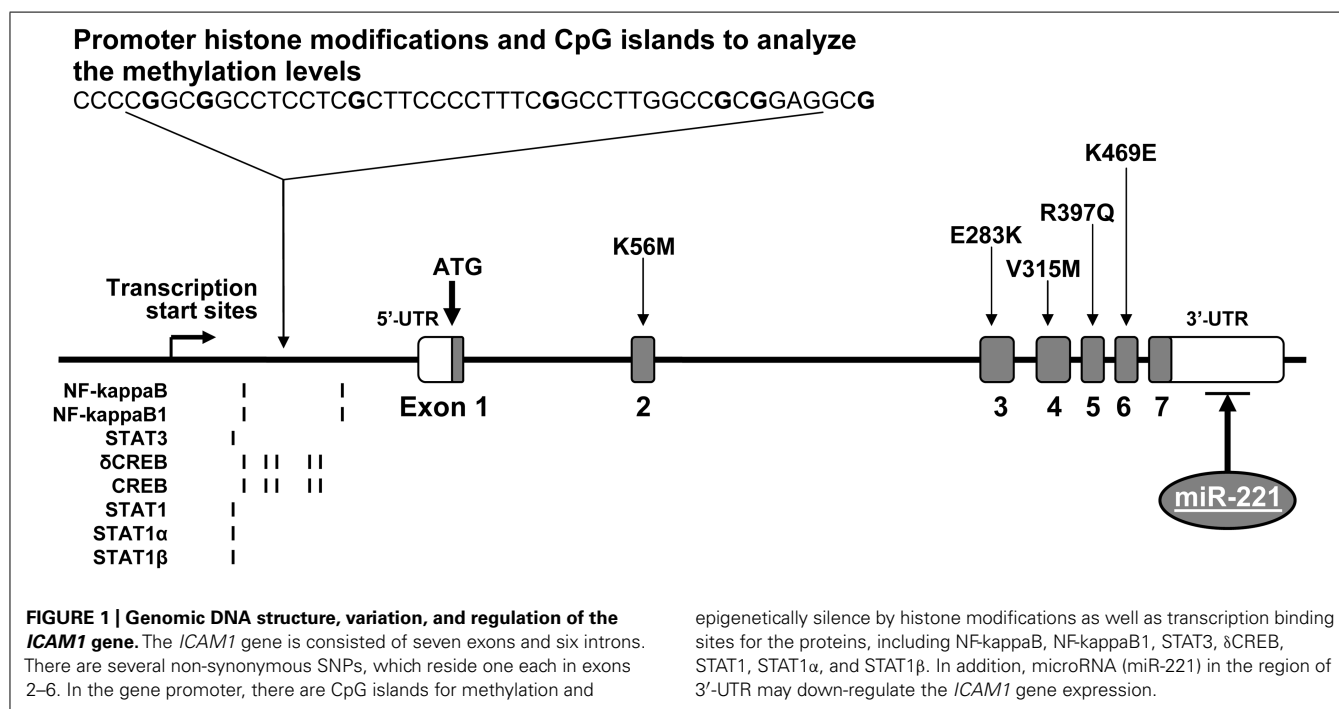 Promoter histone modifications and CpG islands to analyze
the methylation levels
CCCCGGCGGCCTCCTCGCTTCCCCTTTCGGCCTTGGCCGCGGAGGCG
K469E
R397Q
E283K
K56M
V315M
ATG
Transcription
start sites
5'-UTR
3'-UTR
Exon 1
2
3
4
5
6
7
NF-kappaB
NF-kappaB1
STAT3
δCREB
CREB
STAT1
STAT1α
STAT1β
miR-221
FIGURE 1 | Genomic DNA structure, variation, and regulation of the
ICAM1 gene. The ICAM1 gene is consisted of seven exons and six introns.
There are several non-synonymous SNPs, which reside one each in exons
2–6. In the gene promoter, there are CpG islands for methylation and
epigenetically silence by histone modifications as well as transcription binding
sites for the proteins, including NF-kappaB, NF-kappaB1, STAT3, δCREB,
STAT1, STAT1α, and STAT1β. In addition, microRNA (miR-221) in the region of
3′-UTR may down-regulate the ICAM1 gene expression.